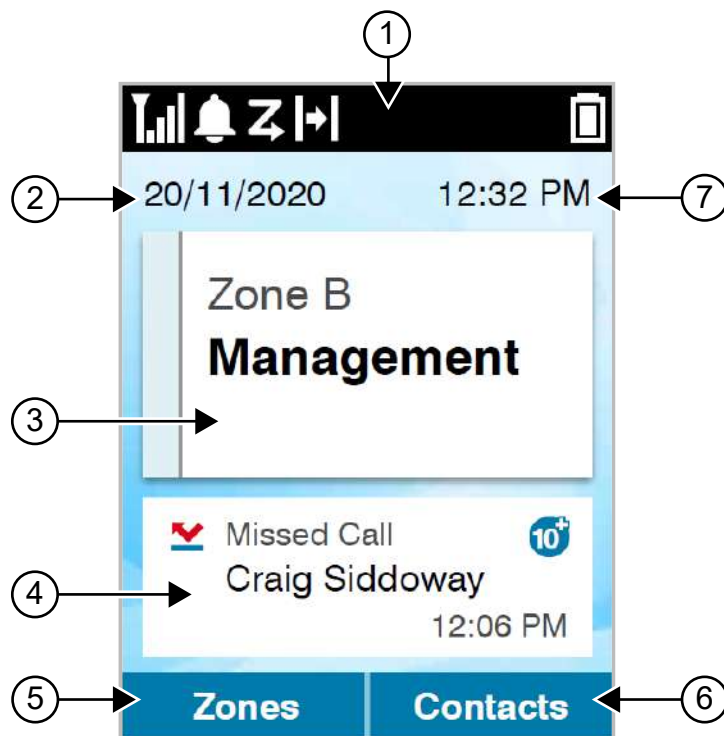 1
2
20/11/2020 12:32 PM
7
Zone B
Management
3
Missed Call 10+
Craig Siddoway
4
12:06 PM
5
Zones Contacts
6